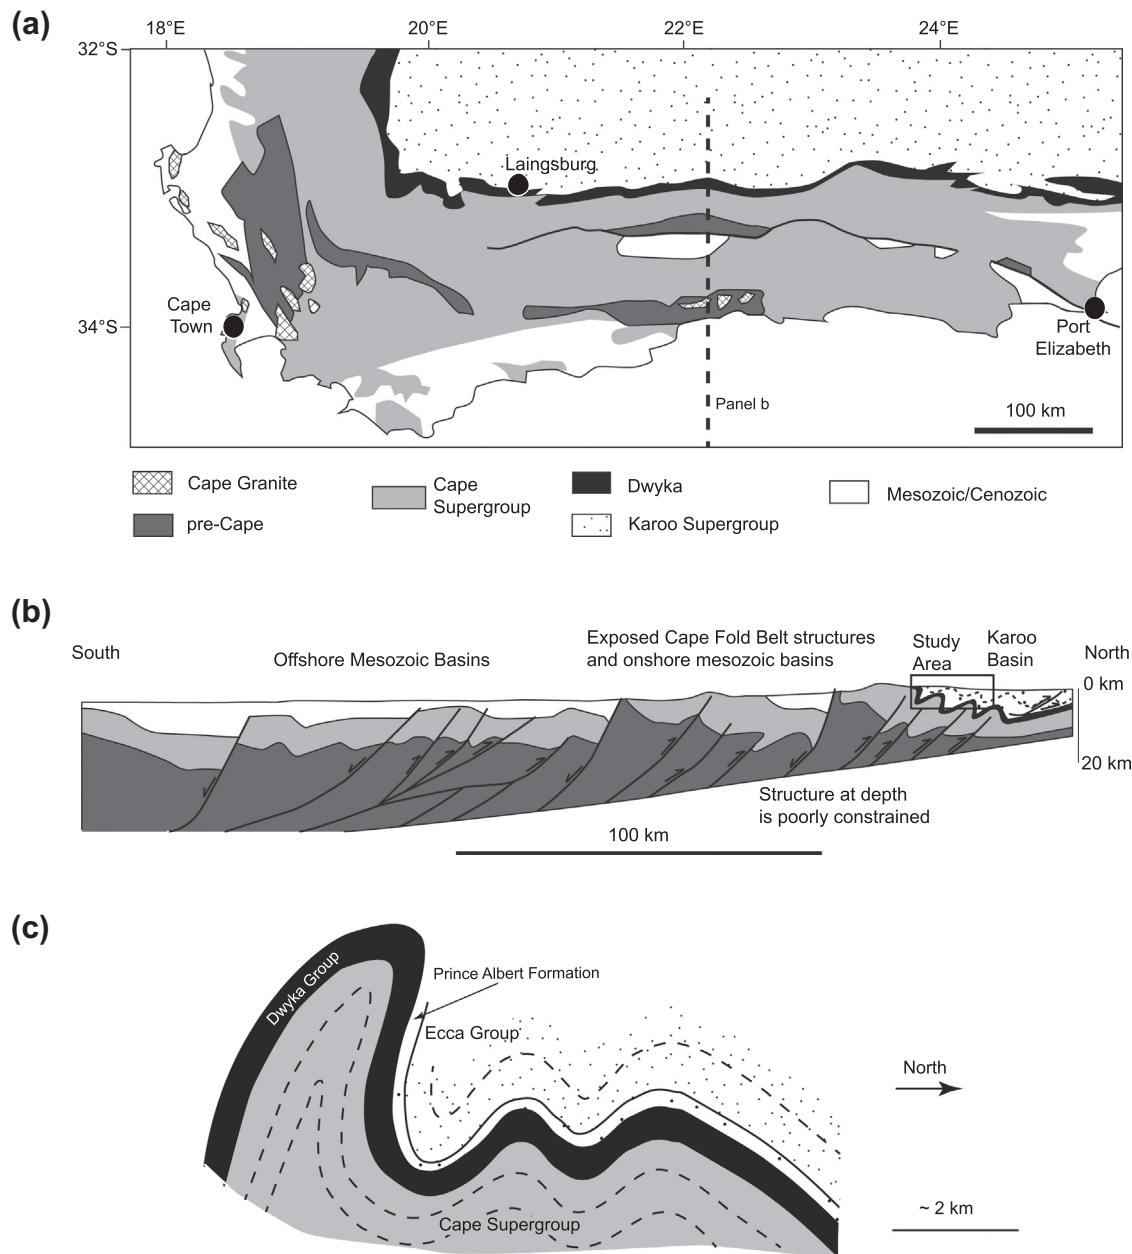 (a)
18°E 20°E 22°E 24°E
32°S
Laingsburg
Cape
Town
34°S
Port
Elizabeth
Panel b
100 km
Cape Granite
pre-Cape
Cape
Supergroup
Dwyka
Karoo Supergroup
Mesozoic/Cenozoic
(b)
South
Offshore Mesozoic Basins
Exposed Cape Fold Belt structures
and onshore mesozoic basins
Study
Area
Karoo
Basin
North
0 km
20 km
Structure at depth
is poorly constrained
100 km
(c)
Dwyka Group
Prince Albert Formation
Ecca Group
North
Cape Supergroup
~ 2 km